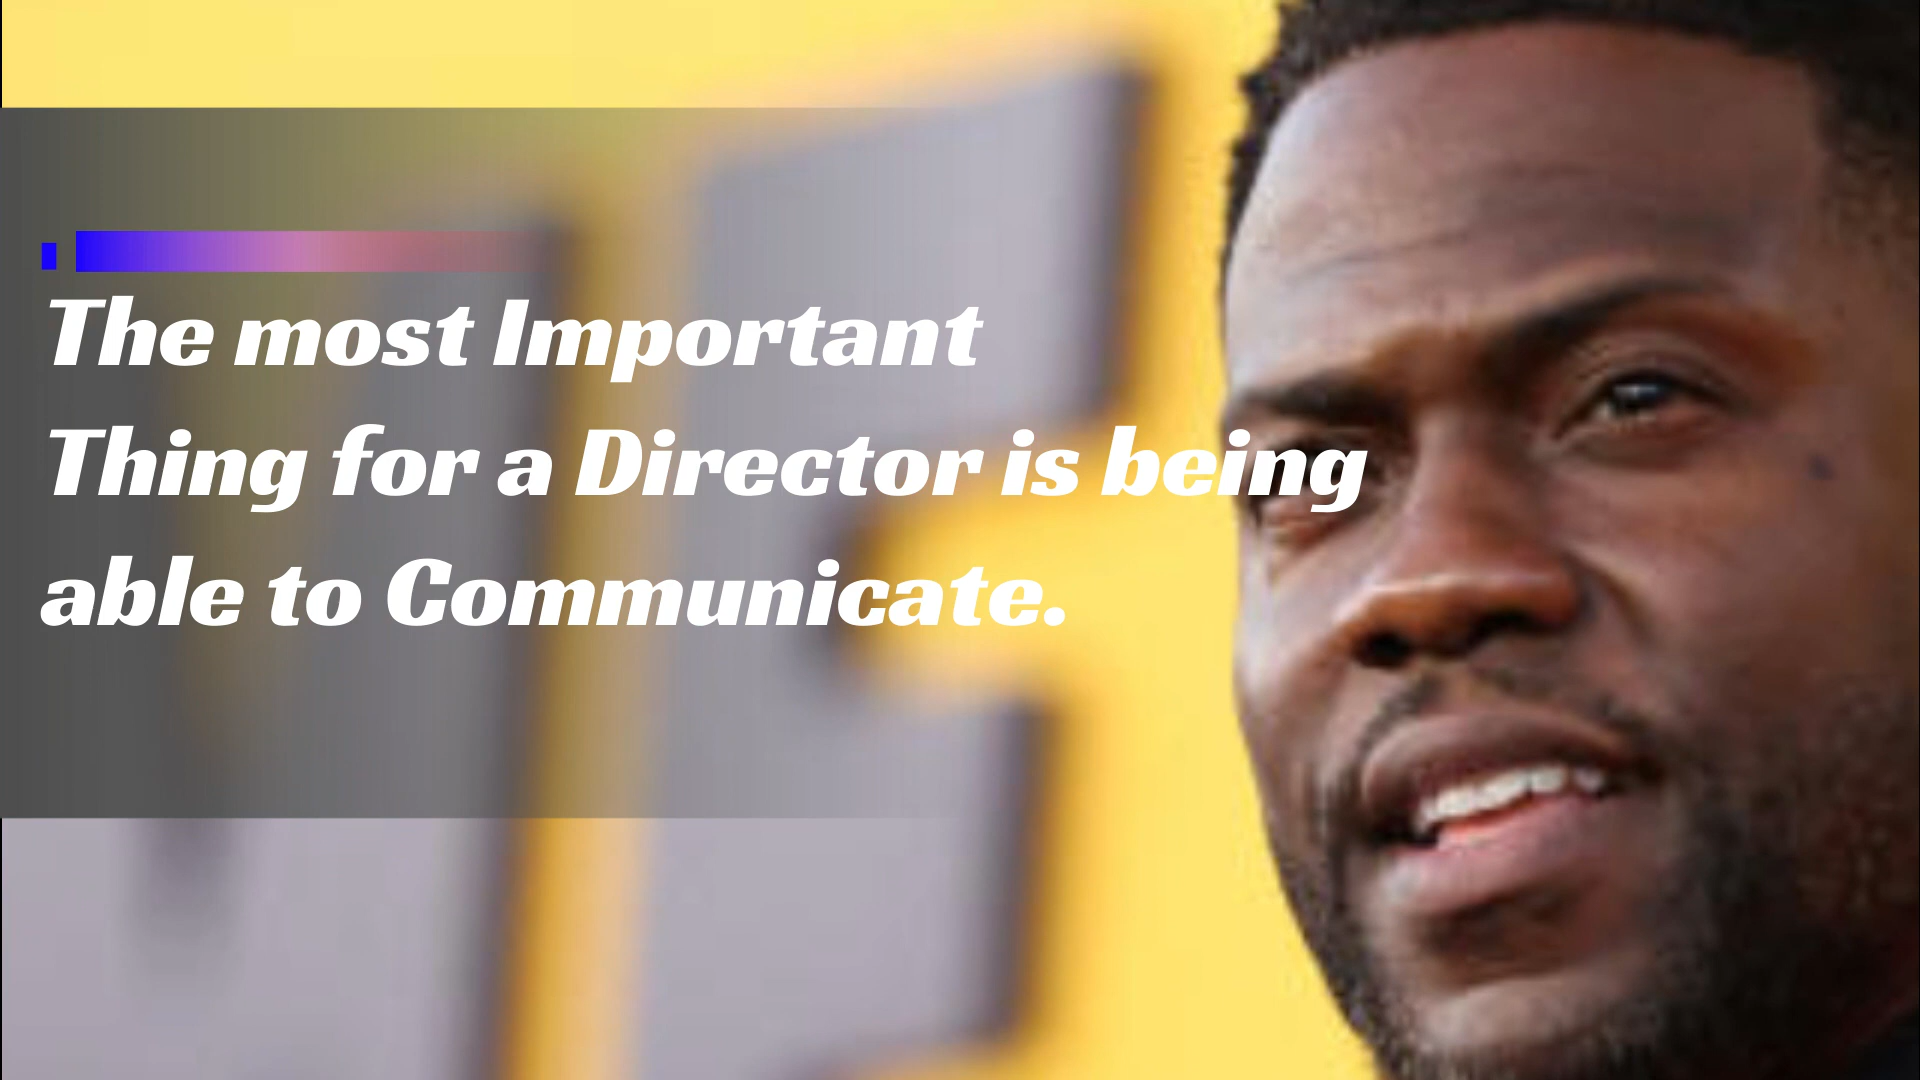 The most Important
Thing for a Director is being
able to Communicate.